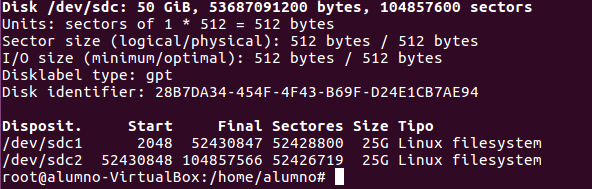 Disk /dev/sdc: 50 GiB, 53687091200 bytes, 104857600 sectors
Units: sectors of 1 * 512 = 512 bytes
Sector size (logical/physical): 512 bytes / 512 bytes
I/O size (minimum/optimal): 512 bytes / 512 bytes
Disklabel type: gpt
Disk identifier: 28B7DA34-454F-4F43-B69F-D24E1CB7AE94

Disposit. Start Final Sectores Size Tipo
/dev/sdc1 2048 52430847 52428800 25G Linux filesystem
/dev/sdc2 52430848 104857566 52426719 25G Linux filesystem
root@alumno-VirtualBox:/home/alumno#